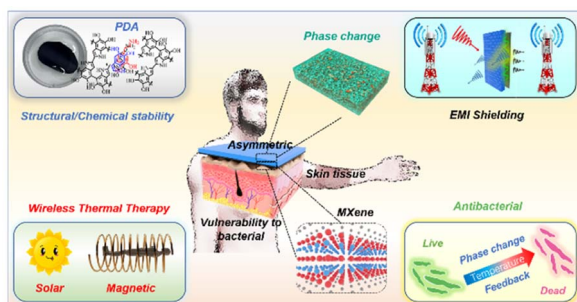 PDA
Phase change
Structural/Chemical stability
EMI Shielding
Asymmetric
Skin tissue
Wireless Thermal Therapy
MXene
Antibacterial
Vulnerability to
bacterial
Solar
Magnetic
Live
Phase change
Temperature
Feedback
Dead